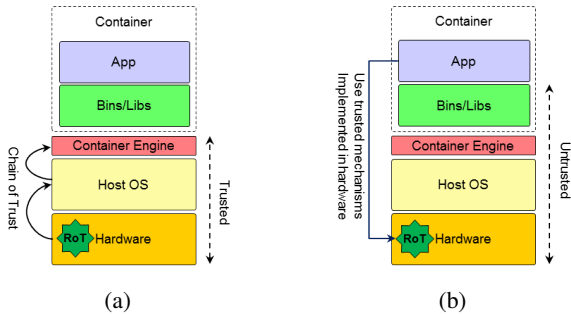 Container
App
Bins/Libs
Container Engine
Host OS
RoT Hardware
Chain of Trust
Trusted
(a)
Container
App
Bins/Libs
Container Engine
Host OS
RoT Hardware
Use trusted mechanisms
Implemented in hardware
Untrusted
(b)